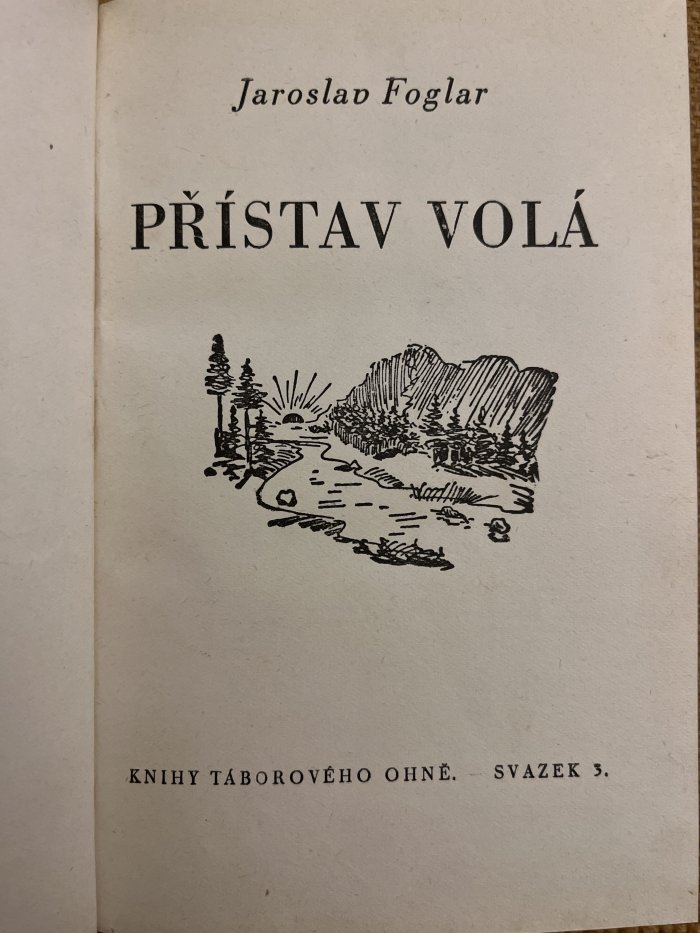 Jaroslav Foglar
PŘÍSTAV VOLÁ
KNIHY TÁBOROVÉHO OHNĚ. — SVAZEK 3.